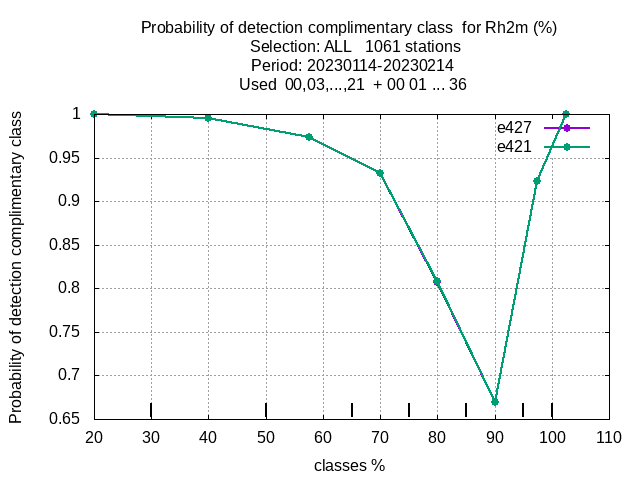 Probability of detection complimentary class  for Rh2m (%)
Selection: ALL   1061 stations
Period: 20230114-20230214
Used  00,03,...,21  + 00 01 ... 36
Probability of detection complimentary class
1
0.95
0.9
0.85
0.8
0.75
0.7
0.65
e427
e421
20 30 40 50 60 70 80 90 100 110
classes %